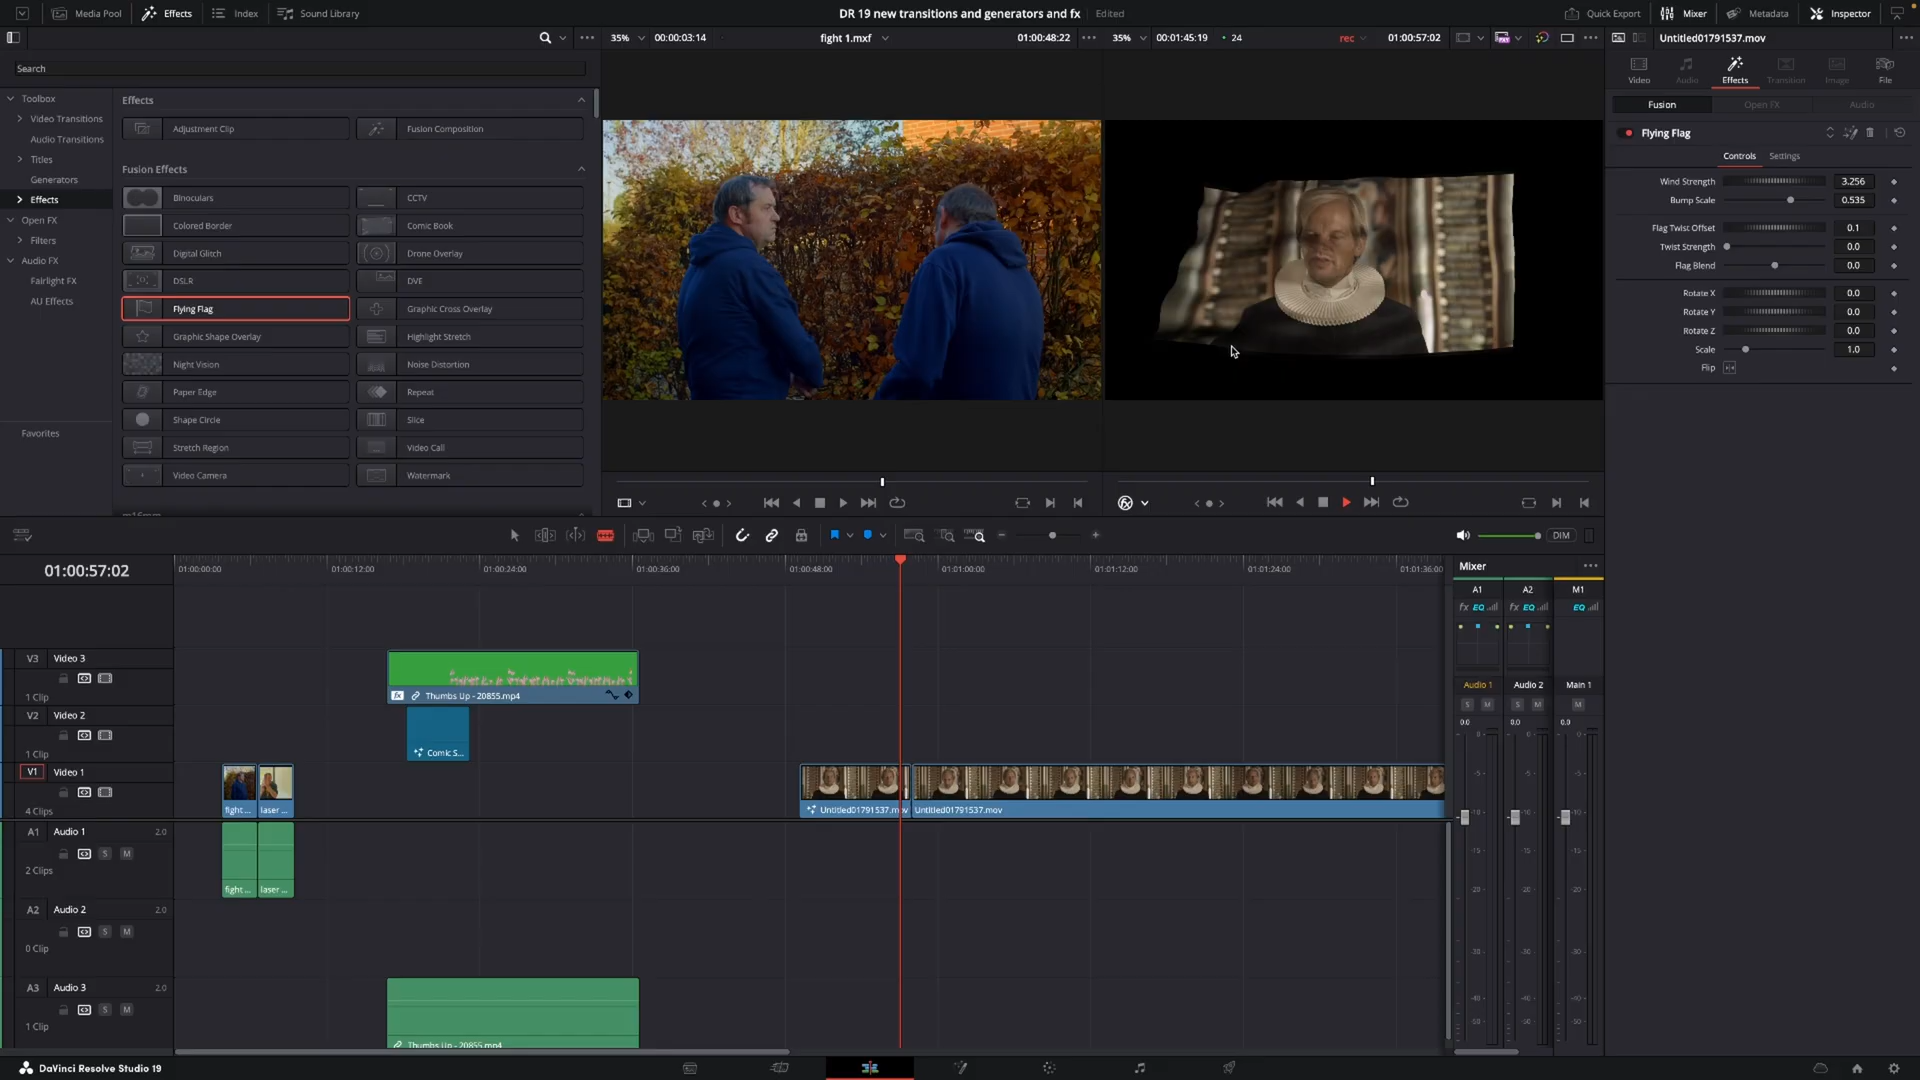 Media Pool
Effects
Index
Sound Library
DR 19 new transitions and generators and fx
Edited
Quick Export
Mixer
Metadata
Inspector
35%
00:00:03:14
fight 1.mxf
01:00:48:22
35%
00:01:45:19
24
rec
01:00:57:02
Untitled01791537.mov
Search
Video
Audio
Effects
Transition
Image
File
Fusion
Open FX
Audio
Toolbox
Video Transitions
Audio Transitions
Titles
Generators
Effects
Open FX
Filters
Audio FX
Fairlight FX
AU Effects
Favorites
Effects
Adjustment Clip
Fusion Composition
Fusion Effects
Binoculars
CCTV
Colored Border
Comic Book
Digital Glitch
Drone Overlay
DSLR
DVE
Flying Flag
Graphic Cross Overlay
Graphic Shape Overlay
Highlight Stretch
Night Vision
Noise Distortion
Paper Edge
Repeat
Shape Circle
Slice
Stretch Region
Video Call
Video Camera
Watermark
Flying Flag
Controls
Settings
Wind Strength
3.256
Bump Scale
0.535
Flag Twist Offset
0.1
Twist Strength
0.0
Flag Blend
0.0
Rotate X
0.0
Rotate Y
0.0
Rotate Z
0.0
Scale
1.0
Flip
DIM
01:00:57:02
01:00:00:00
01:00:12:00
01:00:24:00
01:00:36:00
01:00:48:00
01:01:00:00
01:01:12:00
01:01:24:00
01:01:36:00
V3
Video 3
1 Clip
Thumbs Up - 20855.mp4
V2
Video 2
1 Clip
Comic S...
V1
Video 1
4 Clips
fight ...
laser ...
Untitled01791537.mov
Untitled01791537.mov
A1
Audio 1
2.0
S
M
2 Clips
fight ...
laser ...
A2
Audio 2
2.0
S
M
0 Clip
A3
Audio 3
2.0
S
M
1 Clip
Thumbs Up - 20855.mp4
Mixer
A1
A2
M1
fx EQ
fx EQ
EQ
Audio 1
Audio 2
Main 1
S
M
S
M
M
0.0
0.0
0.0
DaVinci Resolve Studio 19